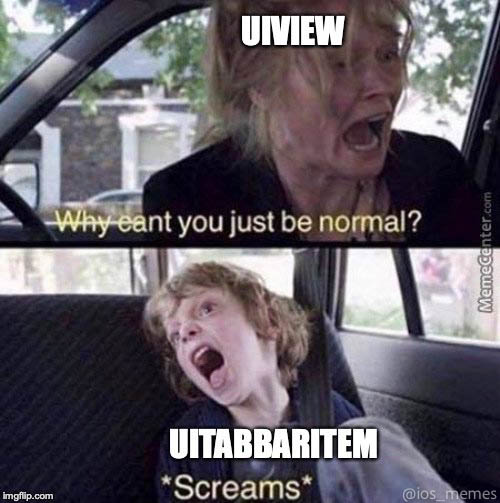 UIVIEW
Why cant you just be normal?
MemeCenter.com
UITABBARITEM
*Screams*
imgflip.com
@ios_memes